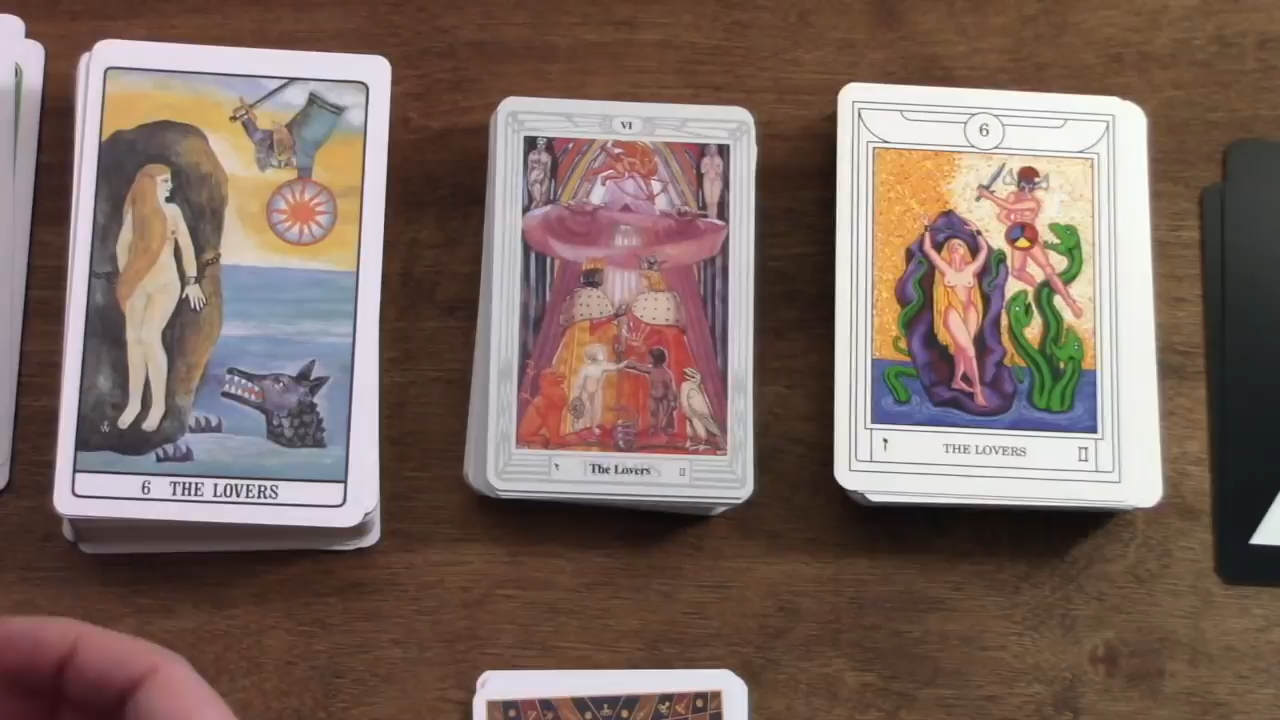 6 THE LOVERS
VI
ז The Lovers ♊
6
ז THE LOVERS ♊